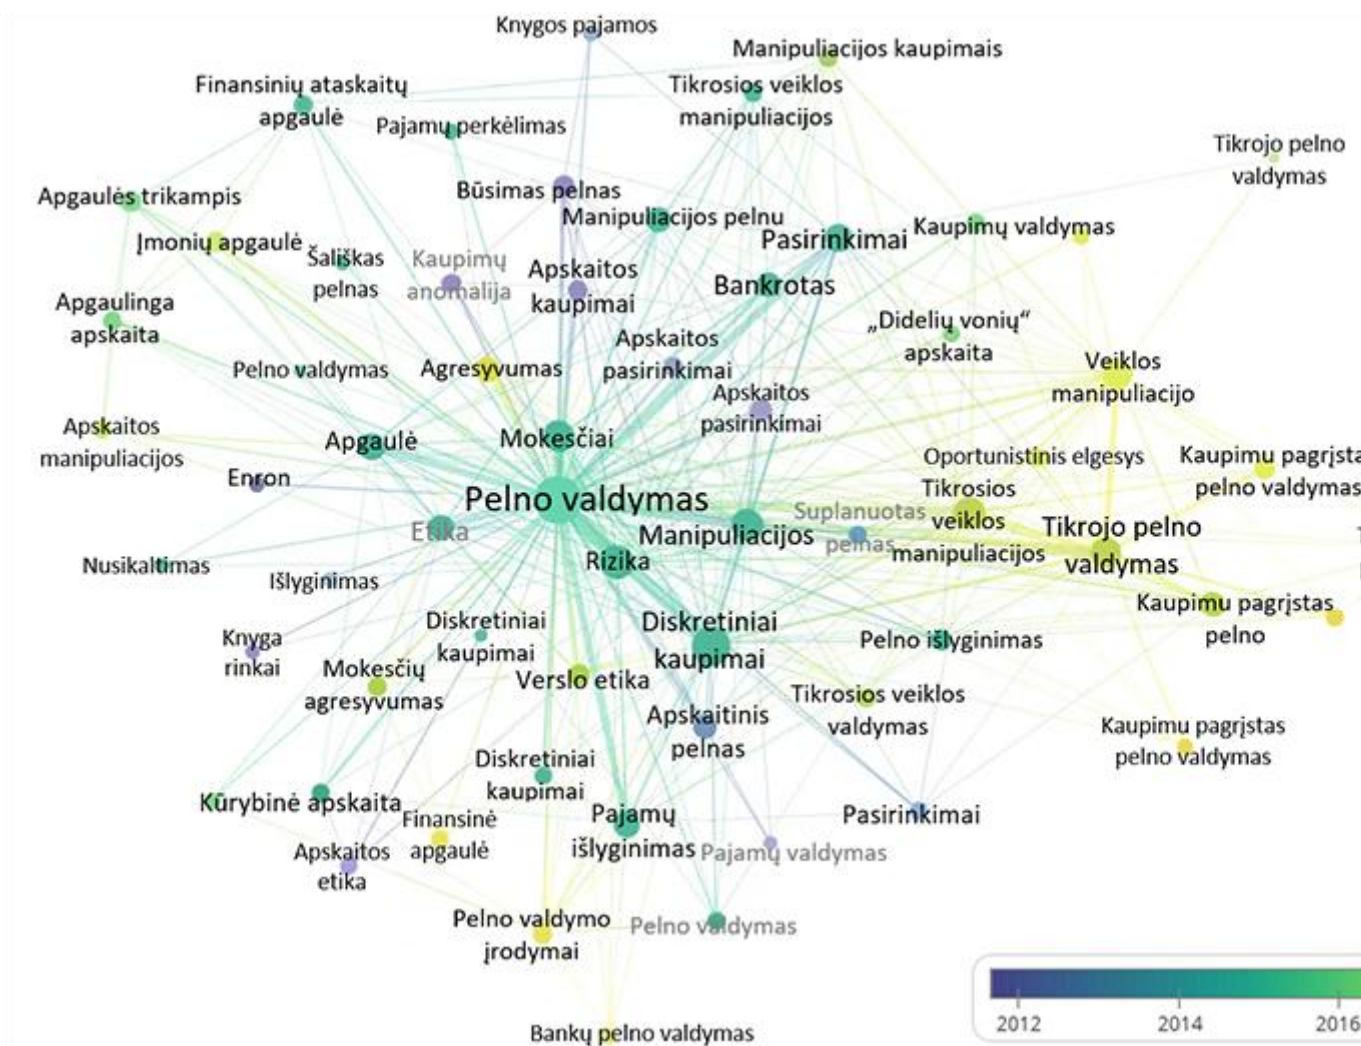 Knygos pajamos
Manipuliacijos kaupimais
Finansinių ataskaitų
apgaulė
Tikrosios veiklos
manipuliacijos
Pajamų perkėlimas
Tikrojo pelno
valdymas
Apgaulės trikampis
Būsimas pelnas
Manipuliacijos pelnu
Kaupimų valdymas
Įmonių apgaulė
Pasirinkimai
Šališkas
pelnas
Kaupimų
anomalija
Apskaitos
kaupimai
Bankrotas
Apgaulinga
apskaita
„Didelių vonių“
apskaita
Apskaitos
pasirinkimai
Pelno valdymas
Agresyvumas
Veiklos
manipuliacijo
Apskaitos
pasirinkimai
Apskaitos
manipuliacijos
Apgaulė
Mokesčiai
Oportunistinis elgesys
Kaupimu pagrįsta
pelno valdymas
Enron
Pelno valdymas
Tikrosios
veiklos
manipuliacijos
Suplanuotas
pelnas
Etika
Manipuliacijos
Tikrojo pelno
valdymas
Nusikaltimas
Išlyginimas
Rizika
Kaupimu pagrįstas
pelno
Knyga
rinkai
Diskretiniai
kaupimai
Diskretiniai
kaupimai
Pelno išlyginimas
Mokesčių
agresyvumas
Verslo etika
Tikrosios veiklos
valdymas
Apskaitinis
pelnas
Kaupimu pagrįstas
pelno valdymas
Diskretiniai
kaupimai
Kūrybinė apskaita
Finansinė
apgaulė
Pajamų
išlyginimas
Pasirinkimai
Apskaitos
etika
Pajamų valdymas
Pelno valdymo
įrodymai
Pelno valdymas
Bankų pelno valdymas
2012
2014
2016